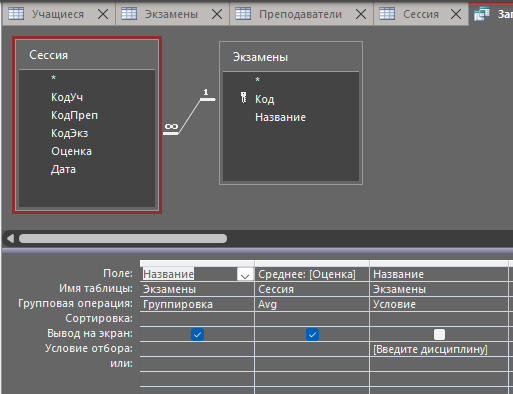 Учащиеся Экзамены Преподаватели Сессия За
Сессия
*
КодУч
КодПреп
КодЭкз
Оценка
Дата
∞ 1
Экзамены
*
Код
Название
Поле: Название Среднее: [Оценка] Название
Имя таблицы: Экзамены Сессия Экзамены
Групповая операция: Группировка Avg Условие
Сортировка:
Вывод на экран:
Условие отбора: [Введите дисциплину]
или: